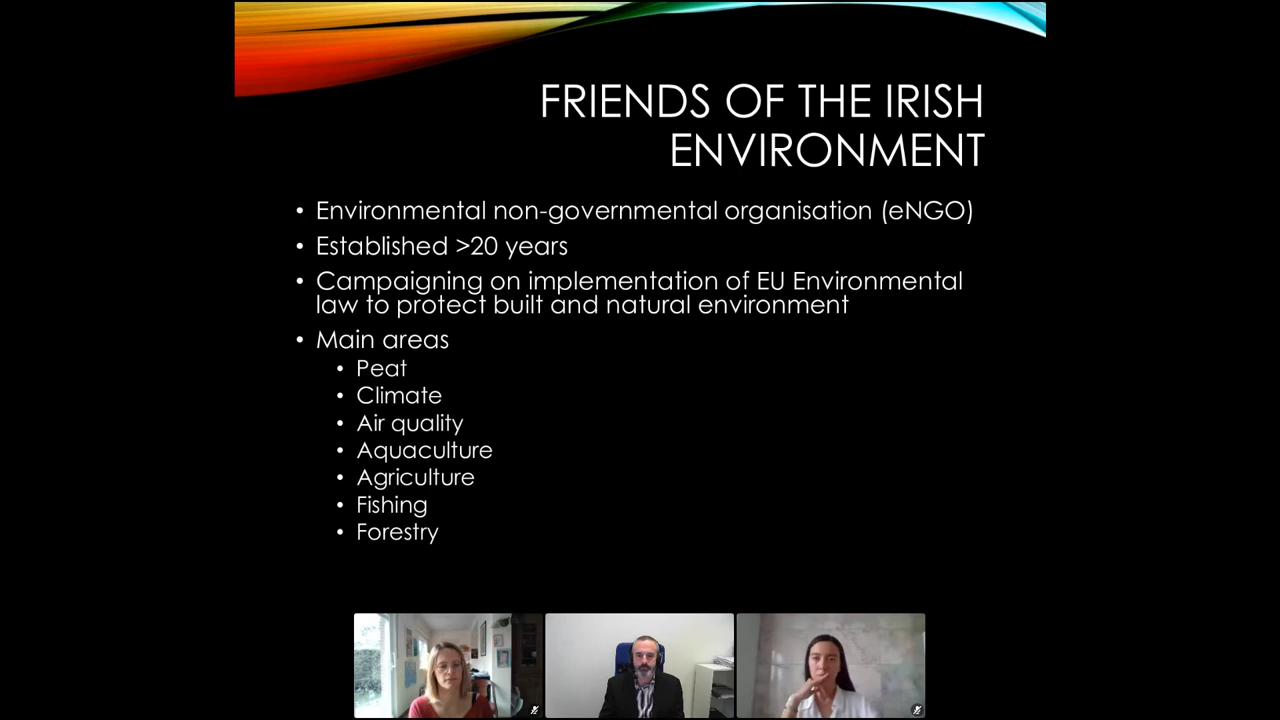 FRIENDS OF THE IRISH
ENVIRONMENT
• Environmental non-governmental organisation (eNGO)
• Established >20 years
• Campaigning on implementation of EU Environmental
law to protect built and natural environment
• Main areas
• Peat
• Climate
• Air quality
• Aquaculture
• Agriculture
• Fishing
• Forestry